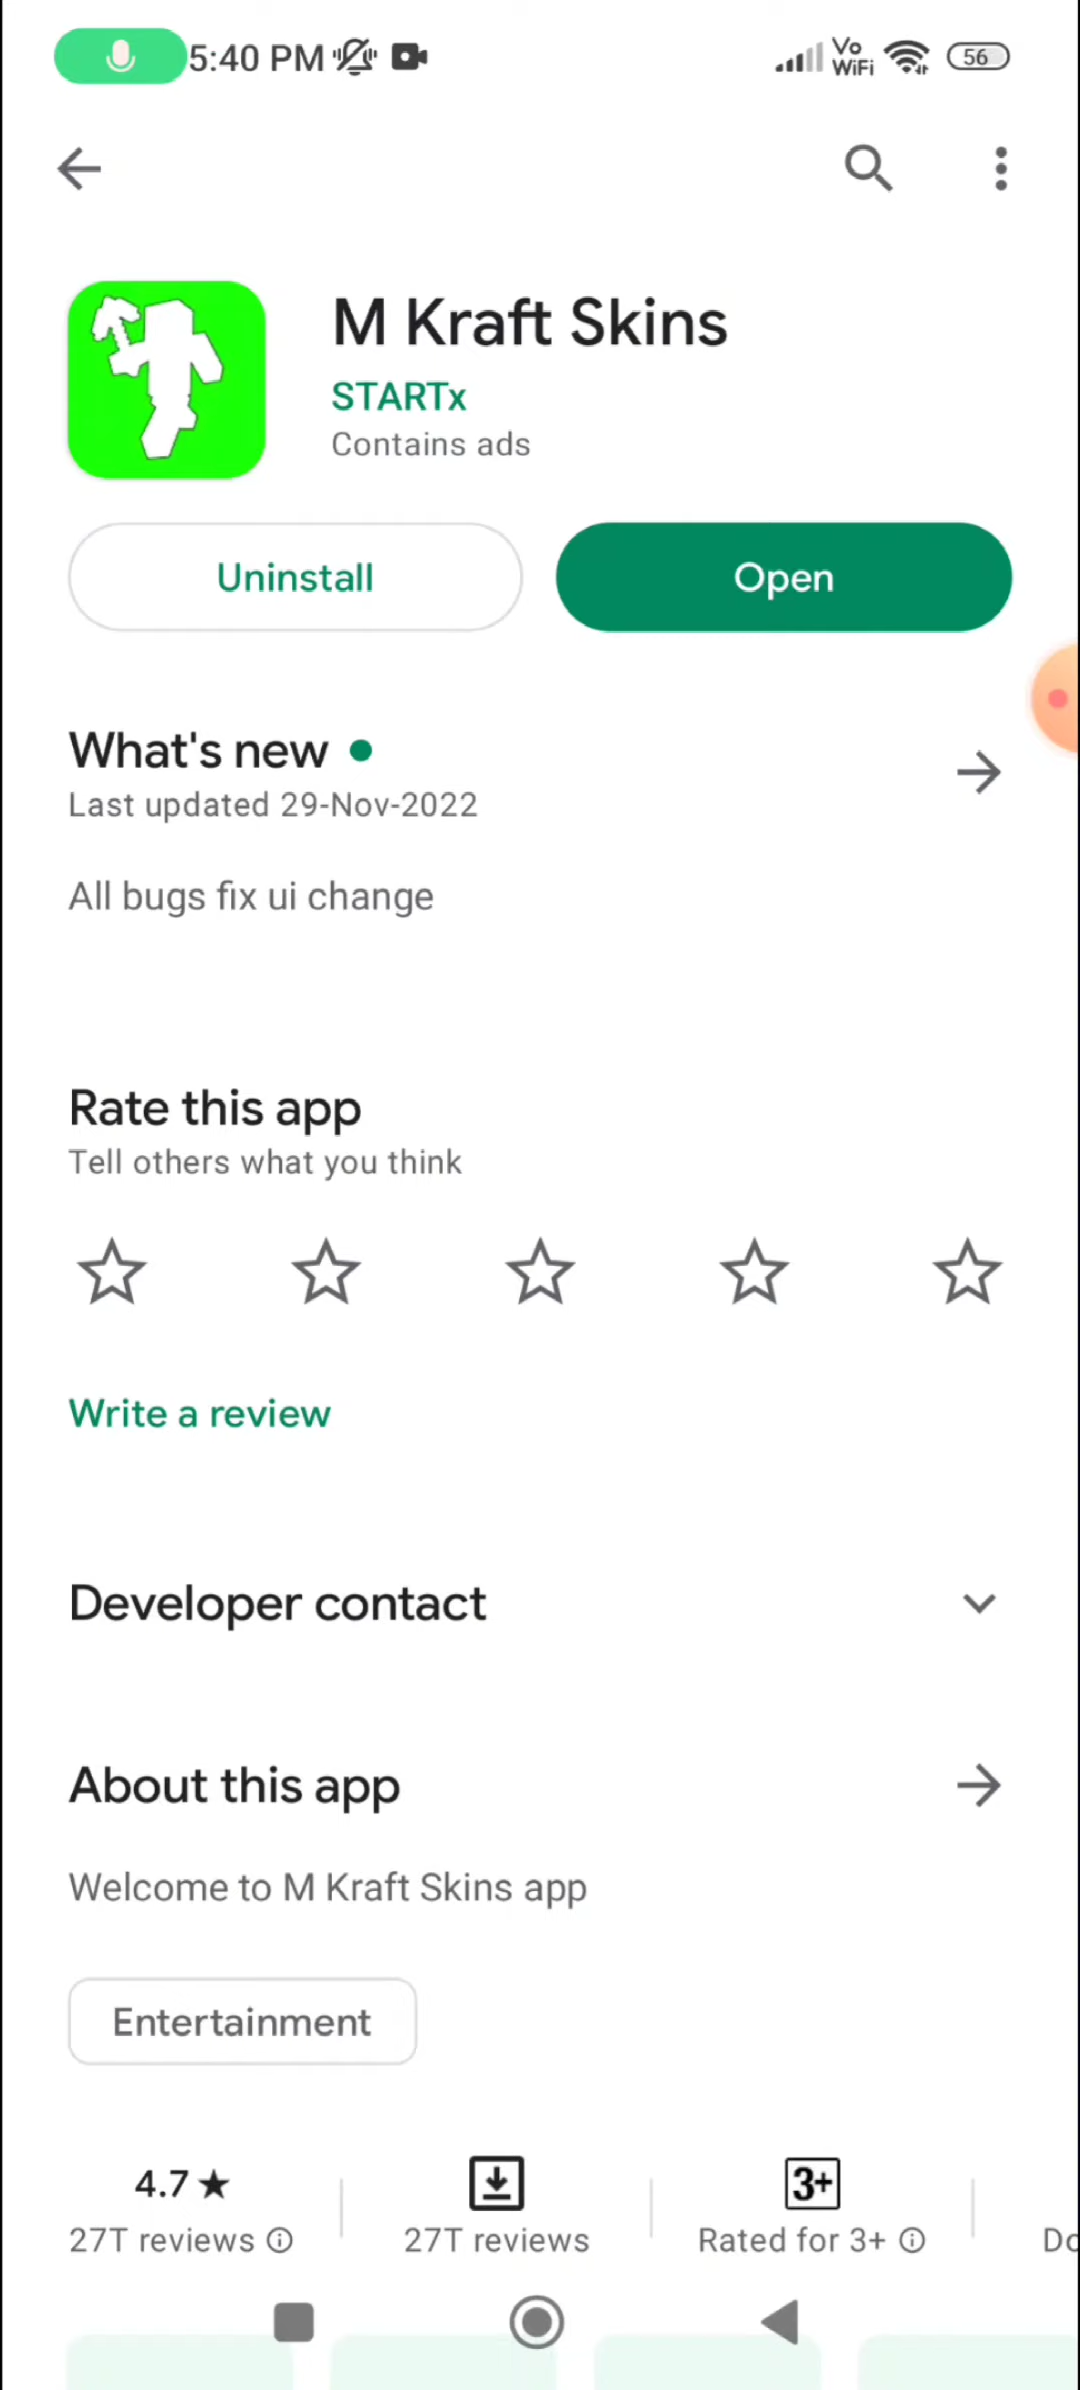 5:40 PM
Vo
WiFi
56
M Kraft Skins
STARTx
Contains ads
Uninstall
Open
What's new
Last updated 29-Nov-2022
All bugs fix ui change
Rate this app
Tell others what you think
Write a review
Developer contact
About this app
Welcome to M Kraft Skins app
Entertainment
4.7★
3+
27T reviews
27T reviews
Rated for 3+